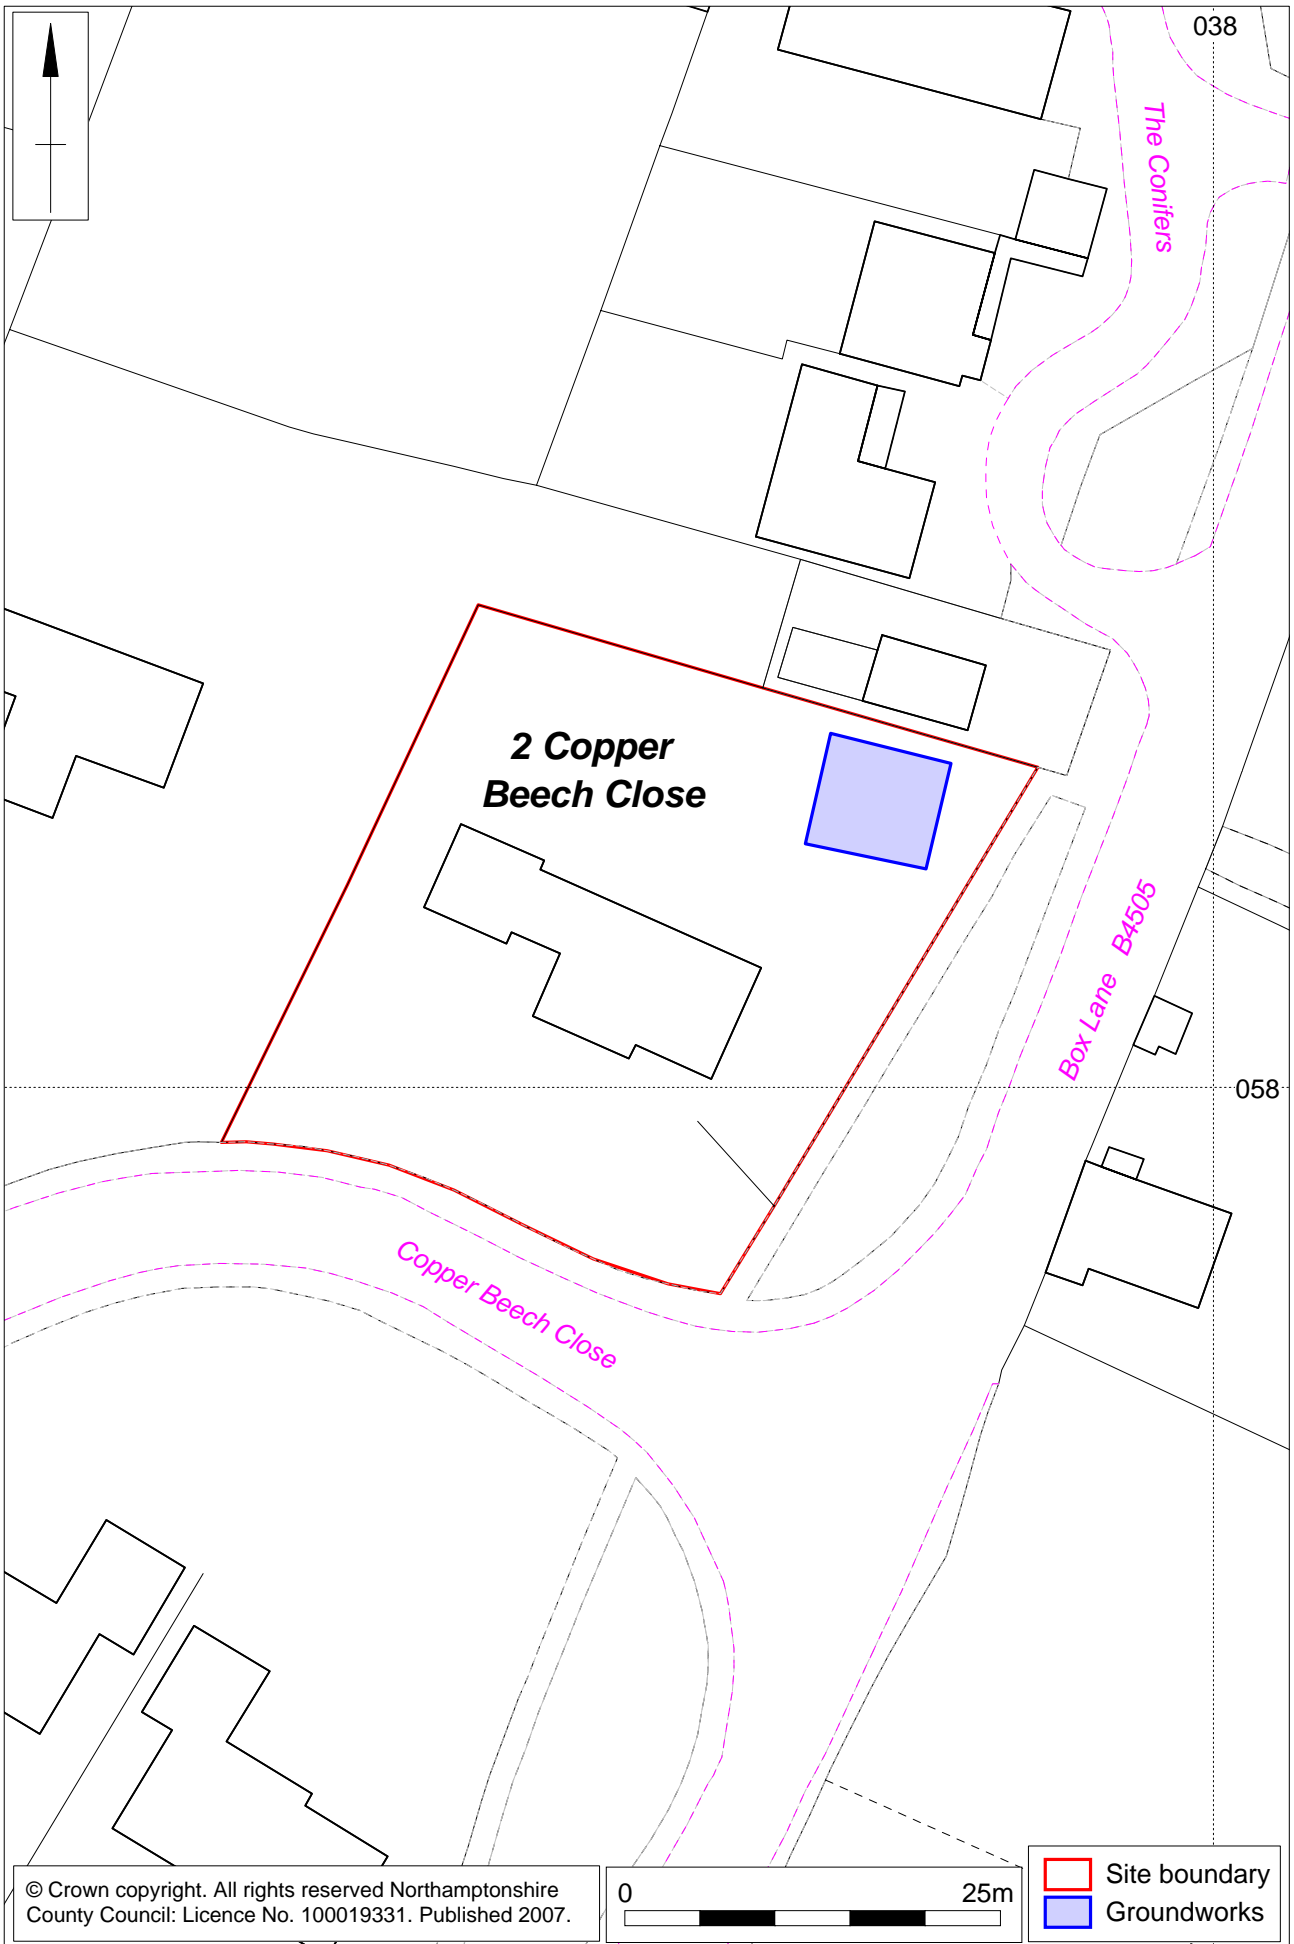 038
The Conifers
2 Copper
Beech Close
Box Lane B4505
058
Copper Beech Close
© Crown copyright. All rights reserved Northamptonshire
County Council: Licence No. 100019331. Published 2007.
0 25m
Site boundary
Groundworks